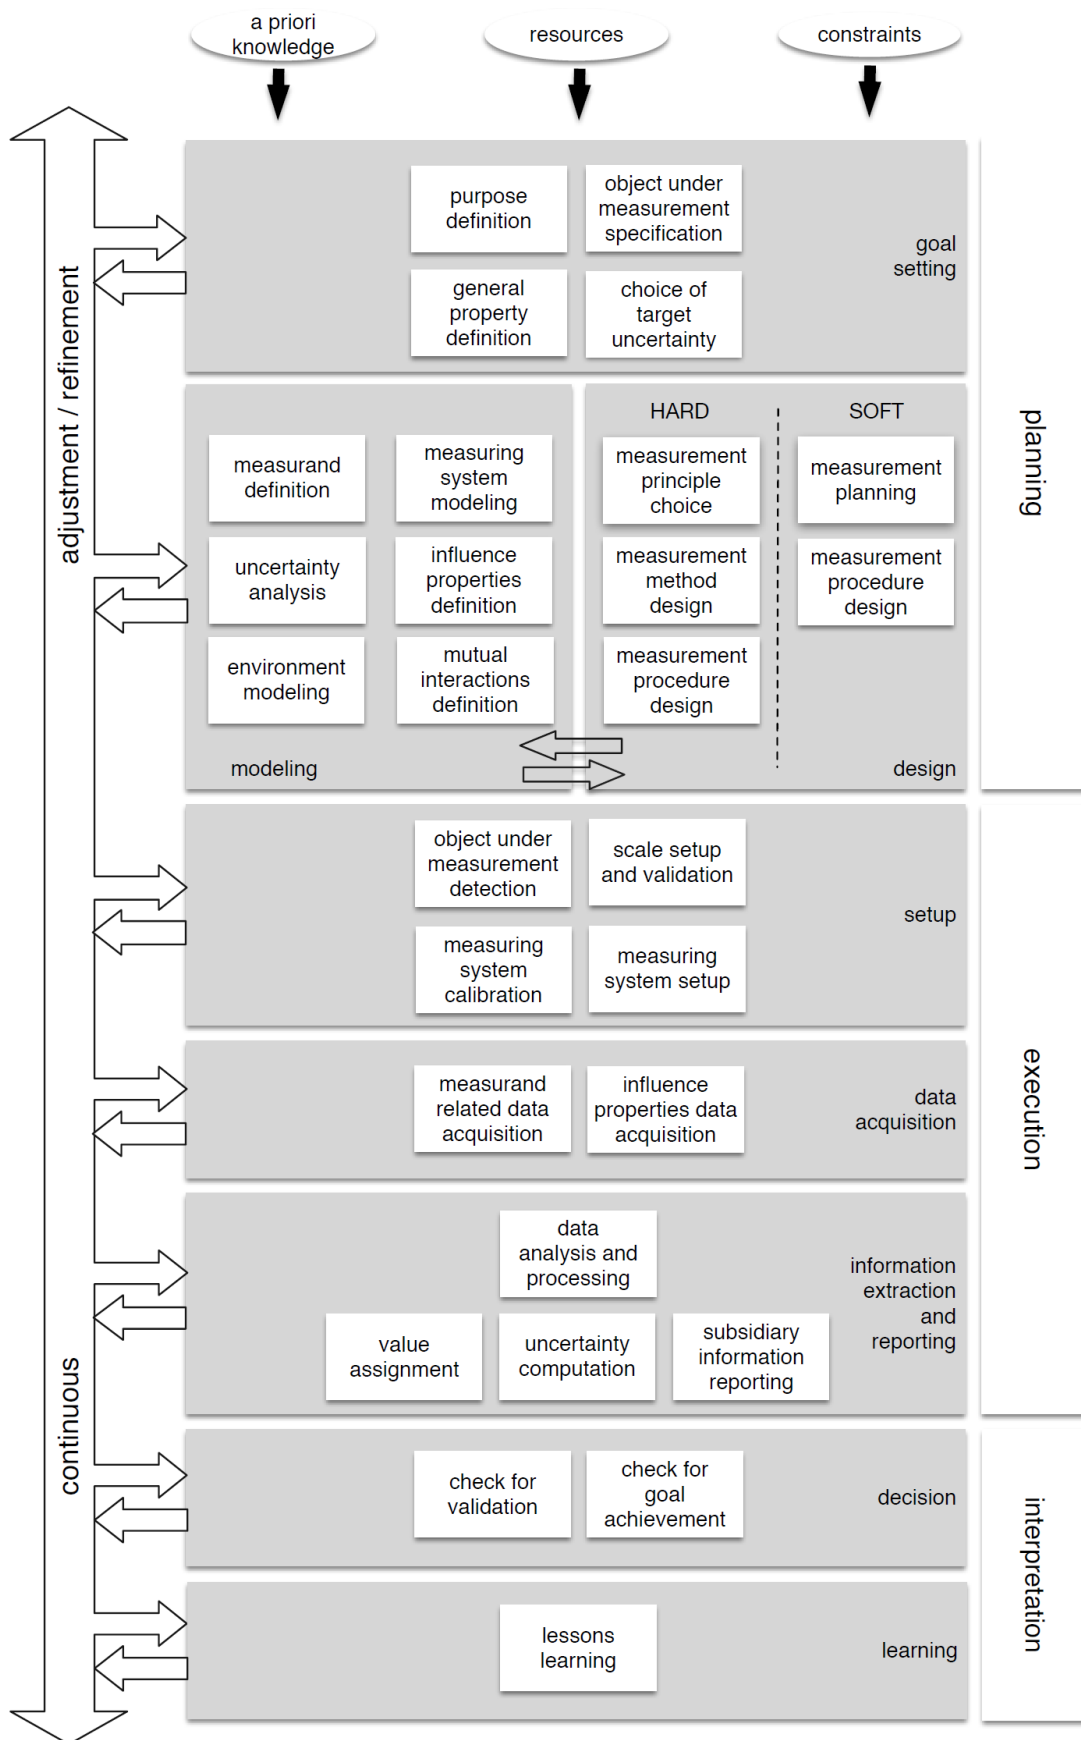 a priori
knowledge
resources
constraints
adjustment / refinement
continuous
purpose
definition
object under
measurement
specification
general
property
definition
choice of
target
uncertainty
goal
setting
planning
measurand
definition
measuring
system
modeling
uncertainty
analysis
influence
properties
definition
environment
modeling
mutual
interactions
definition
modeling
HARD
SOFT
measurement
principle
choice
measurement
planning
measurement
method
design
measurement
procedure
design
measurement
procedure
design
design
object under
measurement
detection
scale setup
and validation
measuring
system
calibration
measuring
system setup
setup
execution
measurand
related data
acquisition
influence
properties data
acquisition
data
acquisition
data
analysis and
processing
value
assignment
uncertainty
computation
subsidiary
information
reporting
information
extraction
and
reporting
check for
validation
check for
goal
achievement
decision
interpretation
lessons
learning
learning